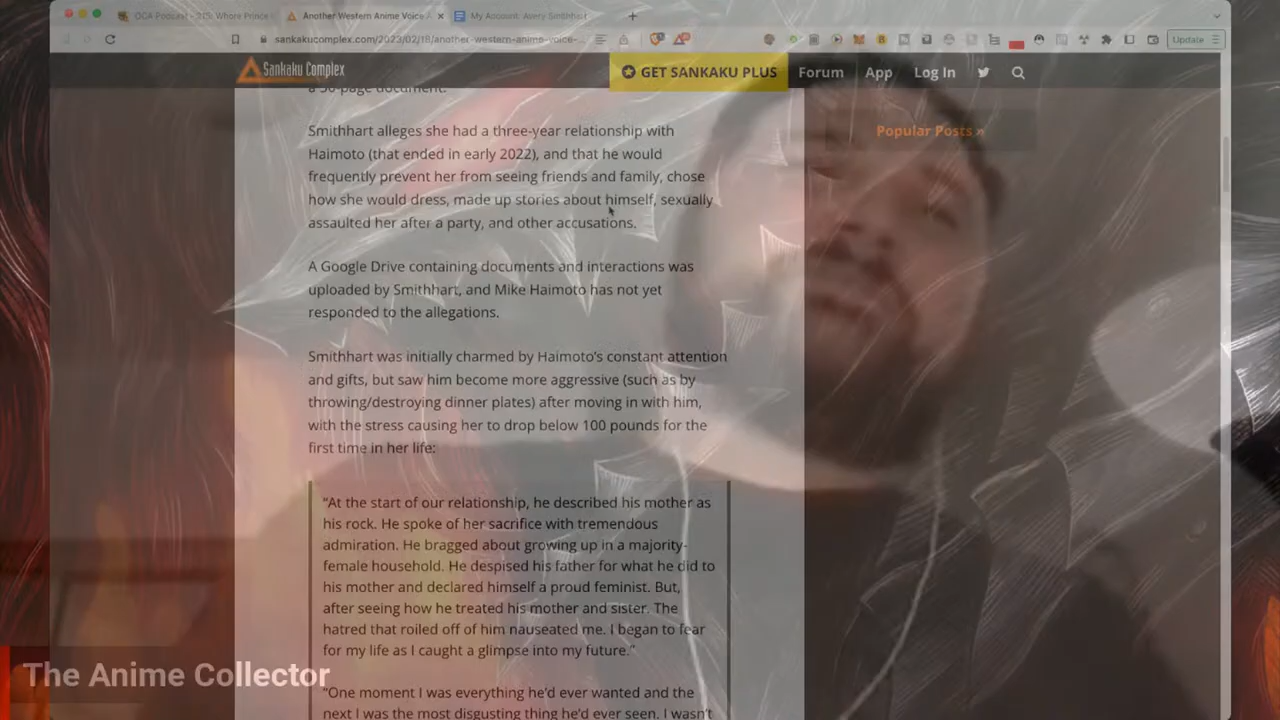 OGA Podcast - 315: Whore Prince
Another Western Anime Voice A
My Account: Avery Smithhart
sankakucomplex.com/2023/02/18/another-western-anime-voice-...
Update
Sankaku Complex
GET SANKAKU PLUS
Forum
App
Log In
a 30-page document.
Popular Posts »
Smithhart alleges she had a three-year relationship with
Haimoto (that ended in early 2022), and that he would
frequently prevent her from seeing friends and family, chose
how she would dress, made up stories about himself, sexually
assaulted her after a party, and other accusations.
A Google Drive containing documents and interactions was
uploaded by Smithhart, and Mike Haimoto has not yet
responded to the allegations.
Smithhart was initially charmed by Haimoto’s constant attention
and gifts, but saw him become more aggressive (such as by
throwing/destroying dinner plates) after moving in with him,
with the stress causing her to drop below 100 pounds for the
first time in her life:
“At the start of our relationship, he described his mother as
his rock. He spoke of her sacrifice with tremendous
admiration. He bragged about growing up in a majority-
female household. He despised his father for what he did to
his mother and declared himself a proud feminist. But,
after seeing how he treated his mother and sister. The
hatred that roiled off of him nauseated me. I began to fear
for my life as I caught a glimpse into my future.”
“One moment I was everything he’d ever wanted and the
next I was the most disgusting thing he’d ever seen. I wasn’t
The Anime Collector